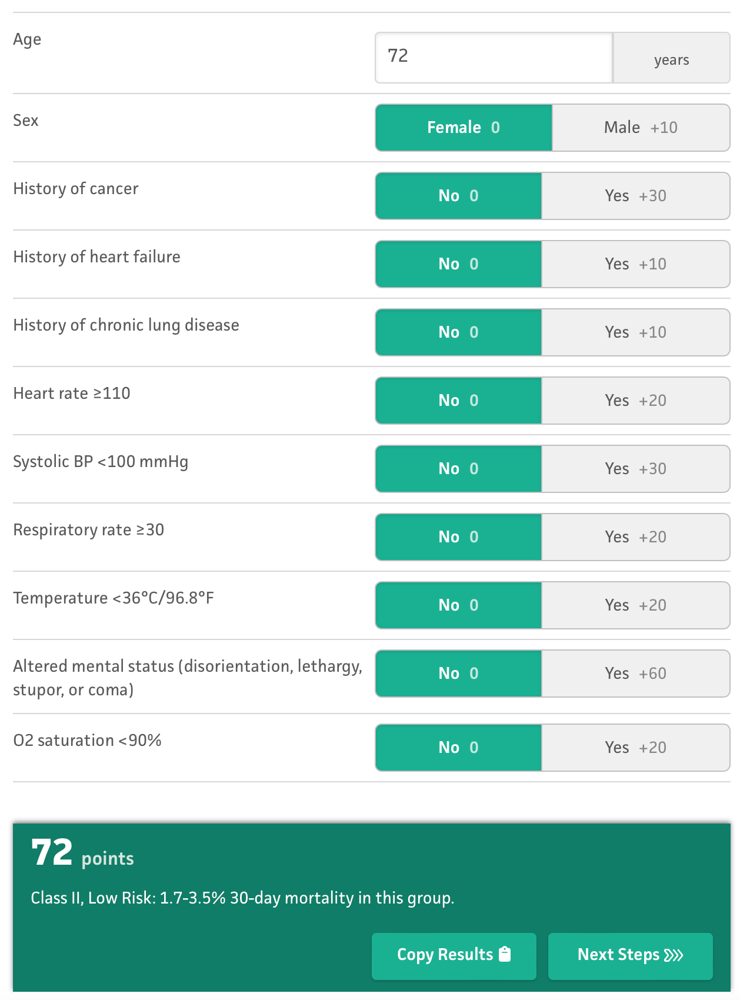 Age
72 years
Sex
Female 0 Male +10
History of cancer
No 0 Yes +30
History of heart failure
No 0 Yes +10
History of chronic lung disease
No 0 Yes +10
Heart rate ≥110
No 0 Yes +20
Systolic BP <100 mmHg
No 0 Yes +30
Respiratory rate ≥30
No 0 Yes +20
Temperature <36°C/96.8°F
No 0 Yes +20
Altered mental status (disorientation, lethargy,
stupor, or coma)
No 0 Yes +60
O2 saturation <90%
No 0 Yes +20
72 points
Class II, Low Risk: 1.7-3.5% 30-day mortality in this group.
Copy Results Next Steps